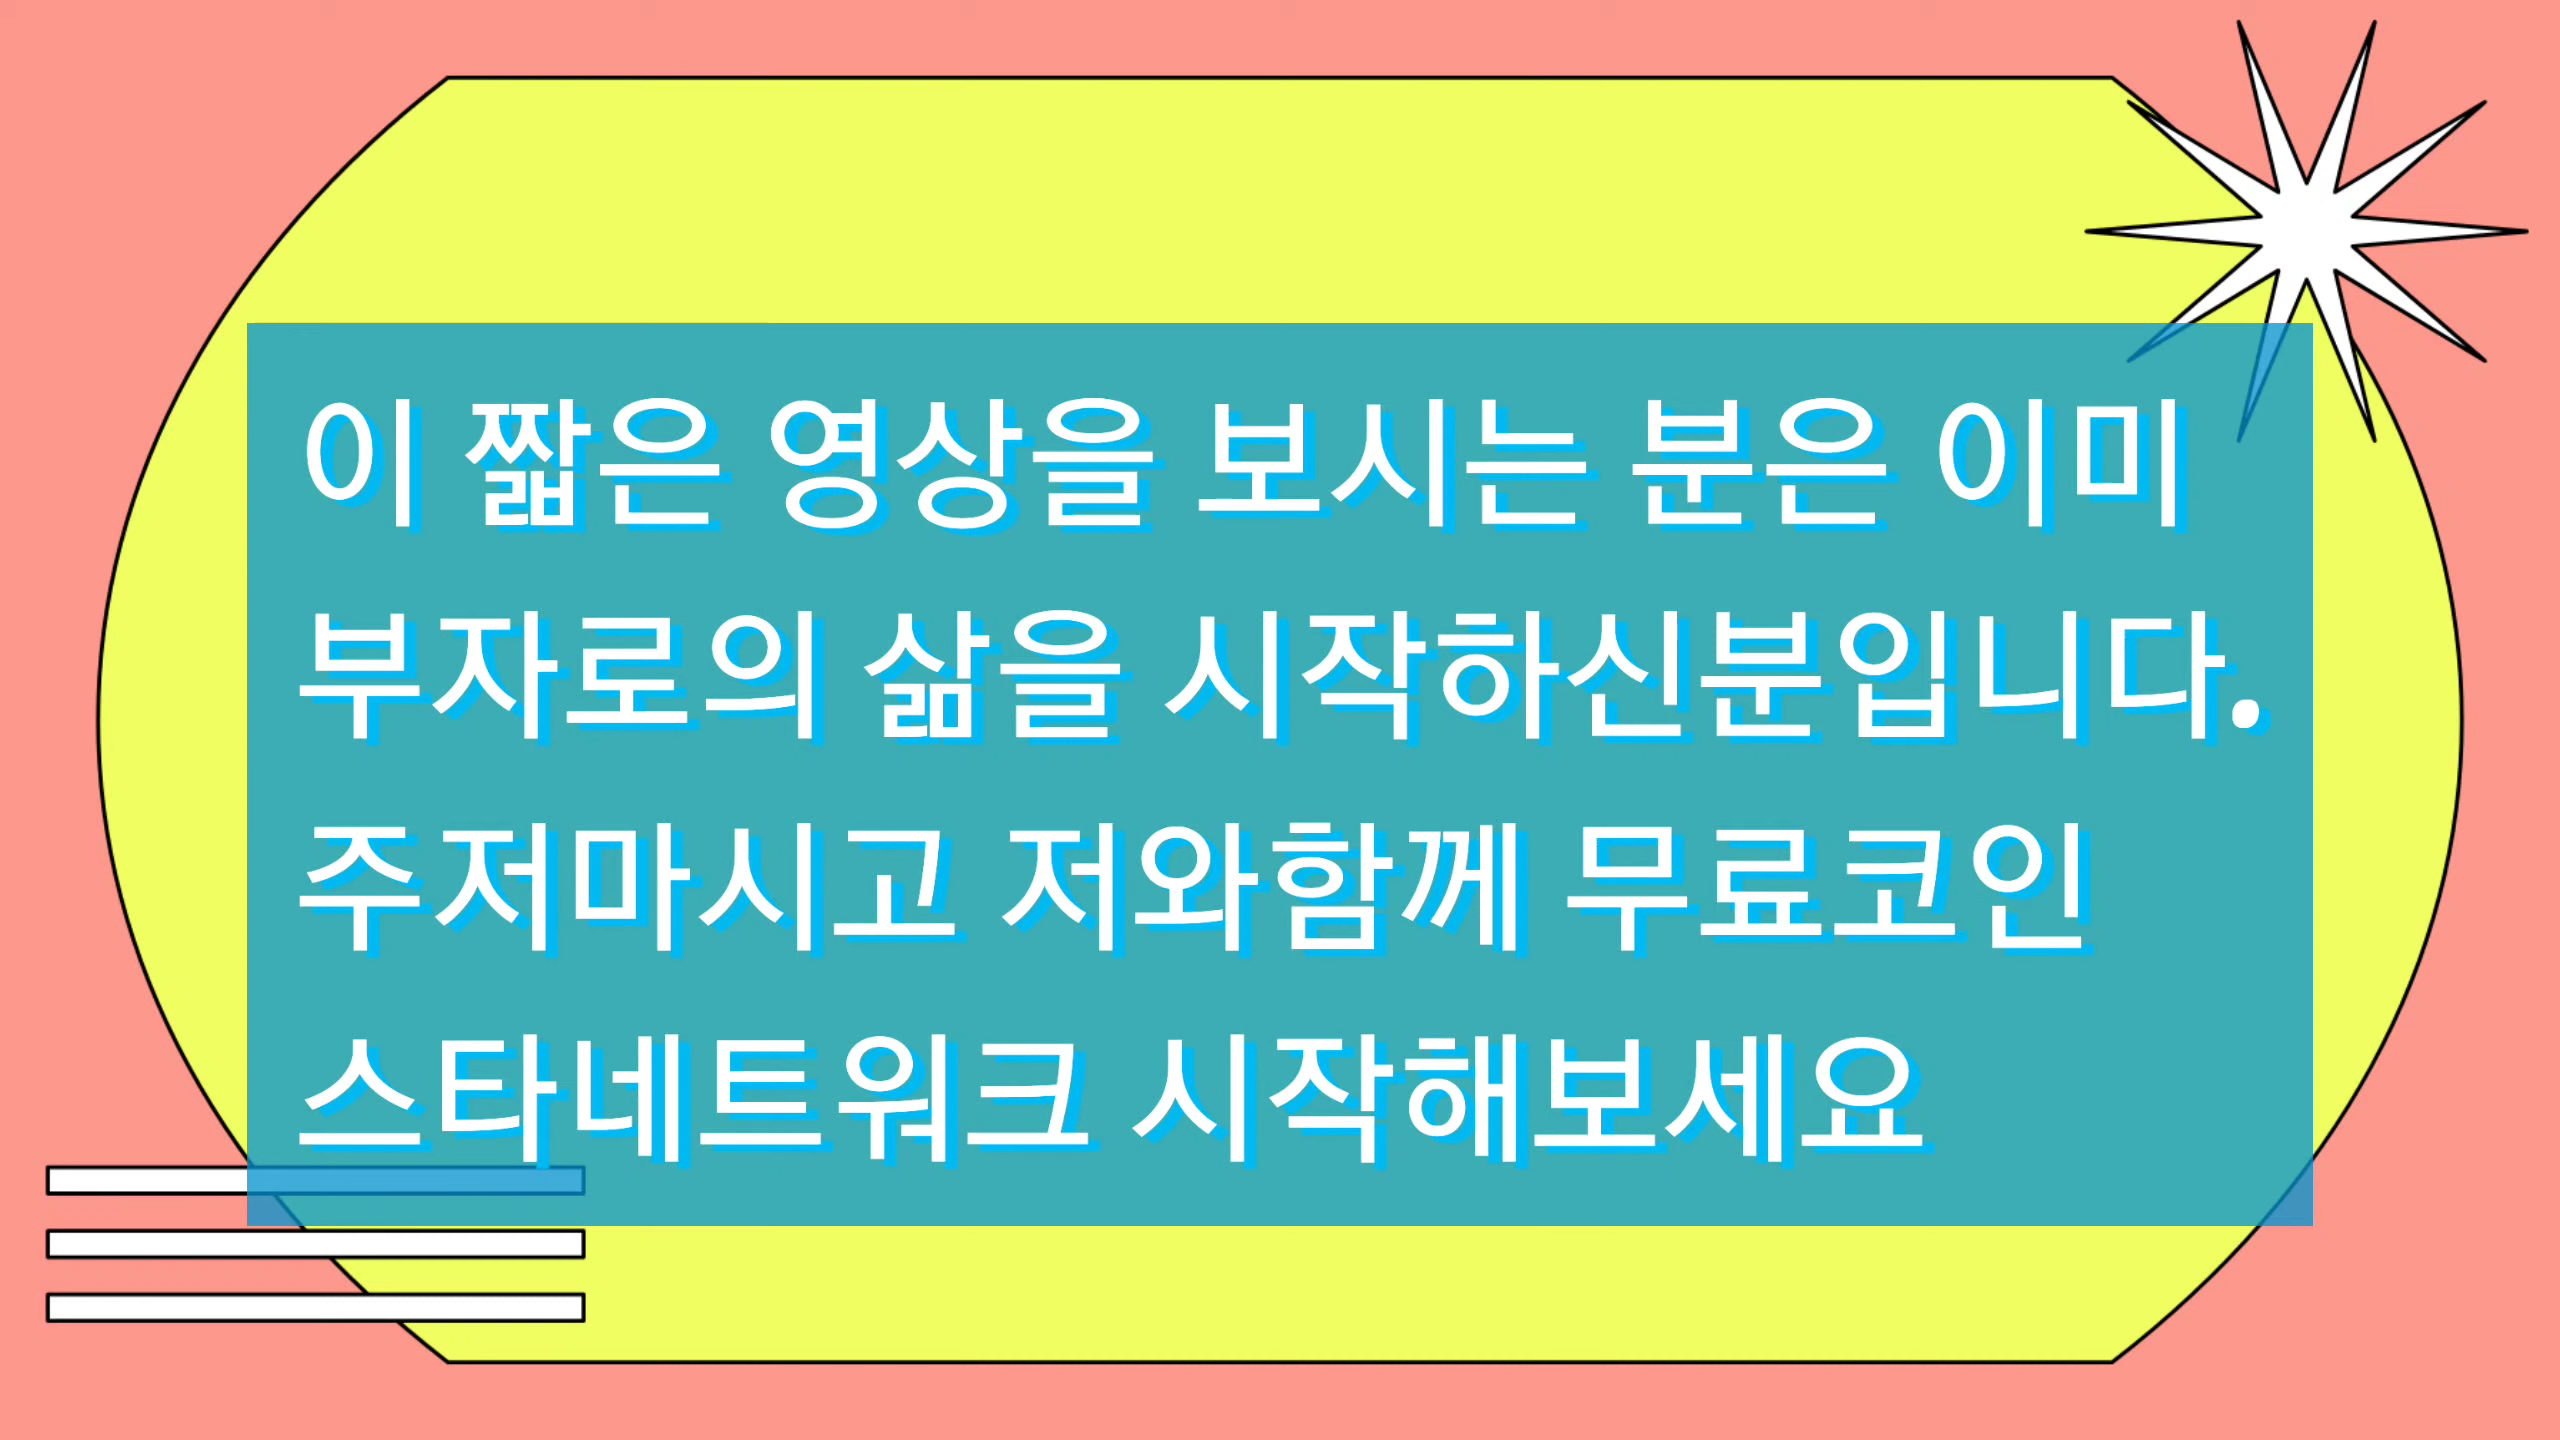 이 짧은 영상을 보시는 분은 이미
부자로의 삶을 시작하신분입니다.
주저마시고 저와함께 무료코인
스타네트워크 시작해보세요